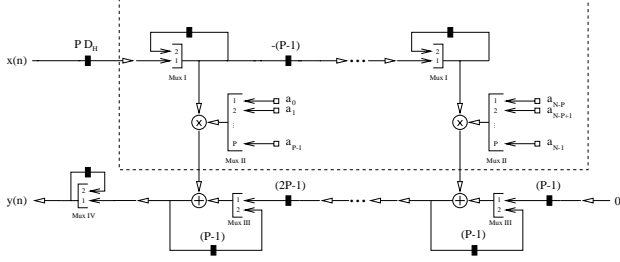 P D_H
-(P-1)
x(n)
2
1
Mux I
2
1
Mux I
1
2
⋮
P
Mux II
a_0
a_1
a_{P-1}
X
1
2
⋮
P
Mux II
a_{N-P}
a_{N-P+1}
a_{N-1}
X
y(n)
2
1
Mux IV
+
1
2
Mux III
(2P-1)
+
1
2
Mux III
(P-1)
0
(P-1)
(P-1)